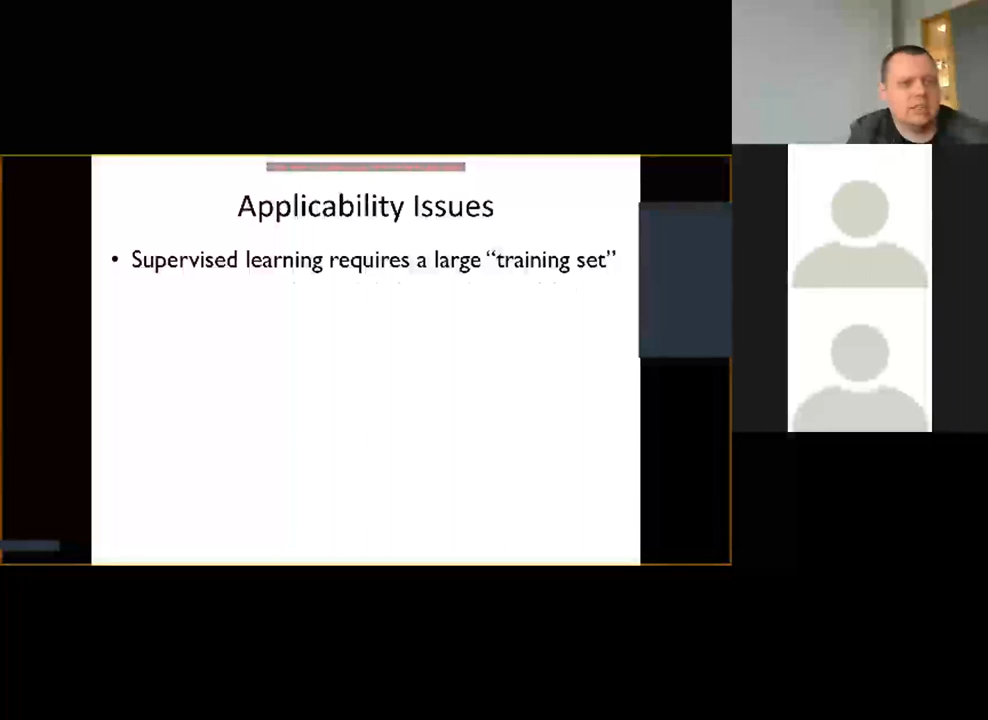 Applicability Issues
• Supervised learning requires a large “training set”